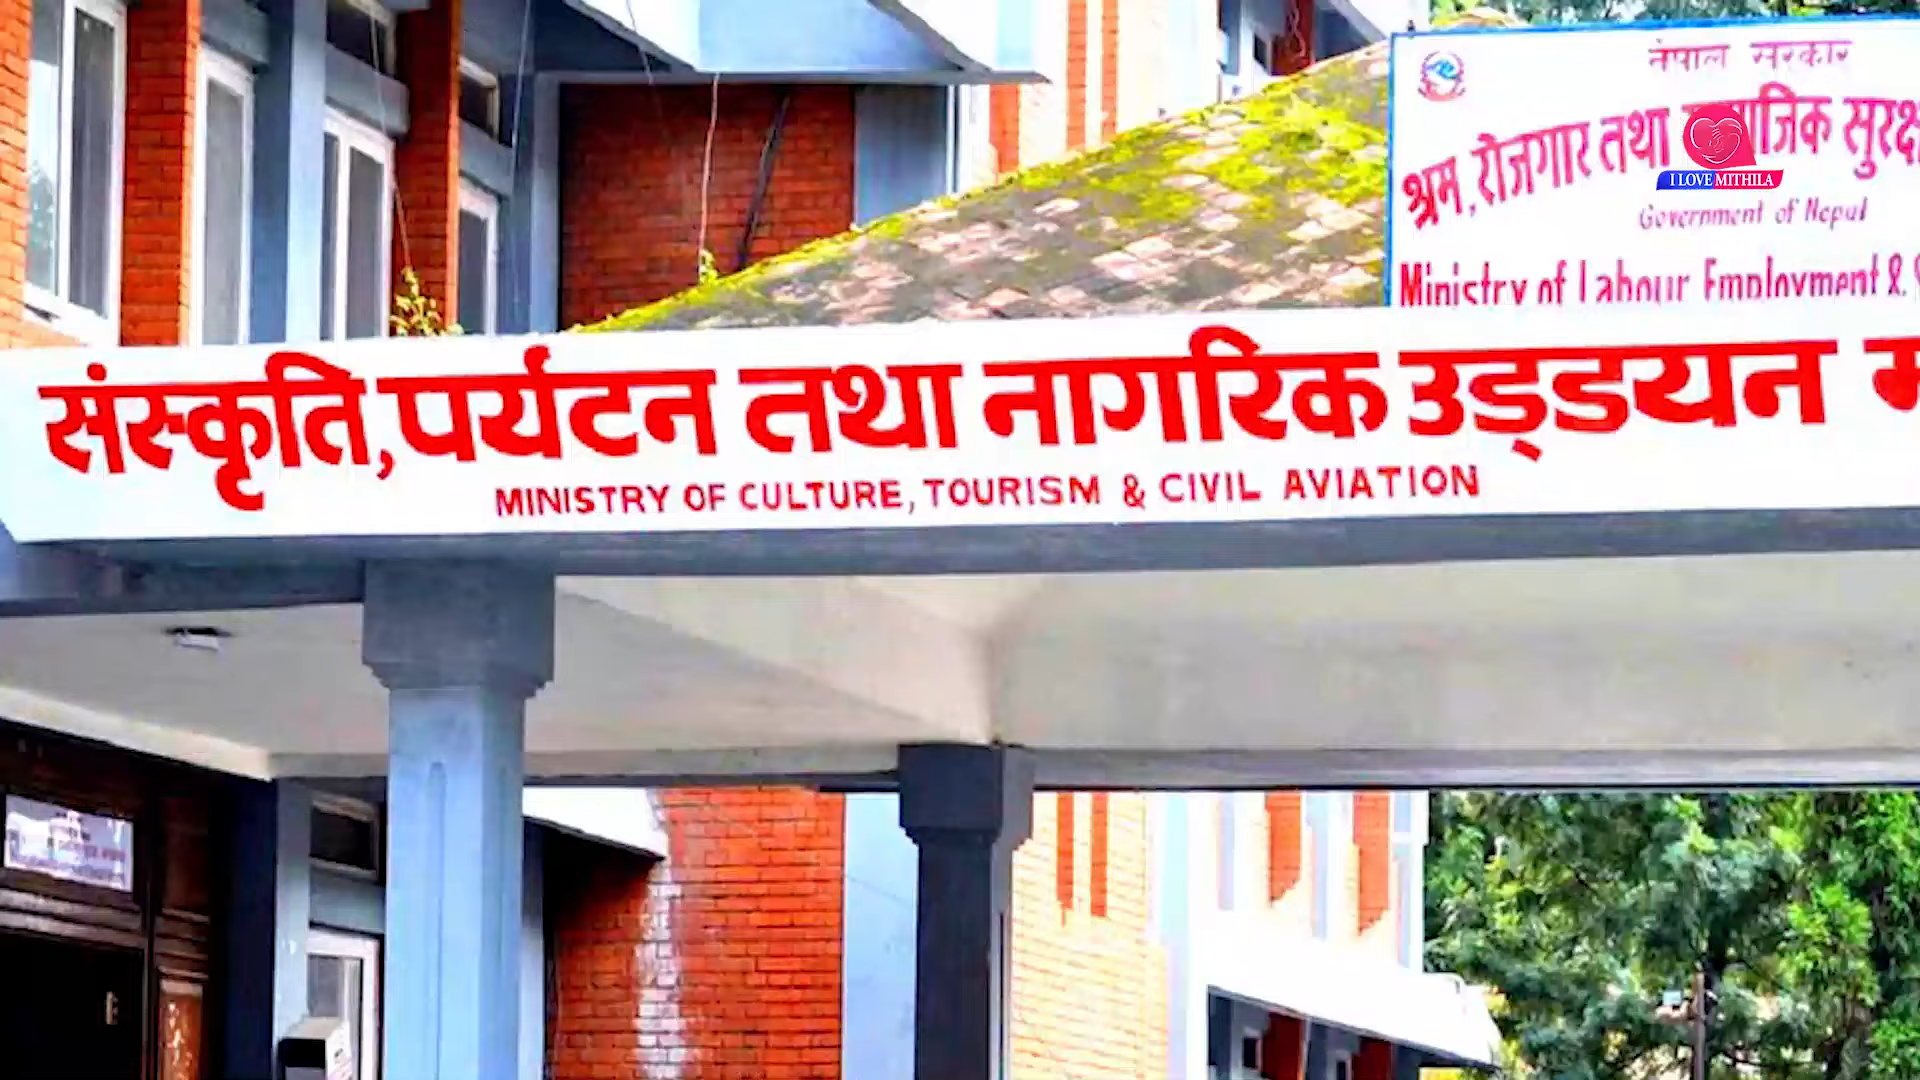 नेपाल सरकार
श्रम, रोजगार तथा
Government of Nepal
Ministry of Labour Employment &
I LOVE MITHILA
संस्कृति, पर्यटन तथा नागरिक उड्डयन
MINISTRY OF CULTURE, TOURISM & CIVIL AVIATION